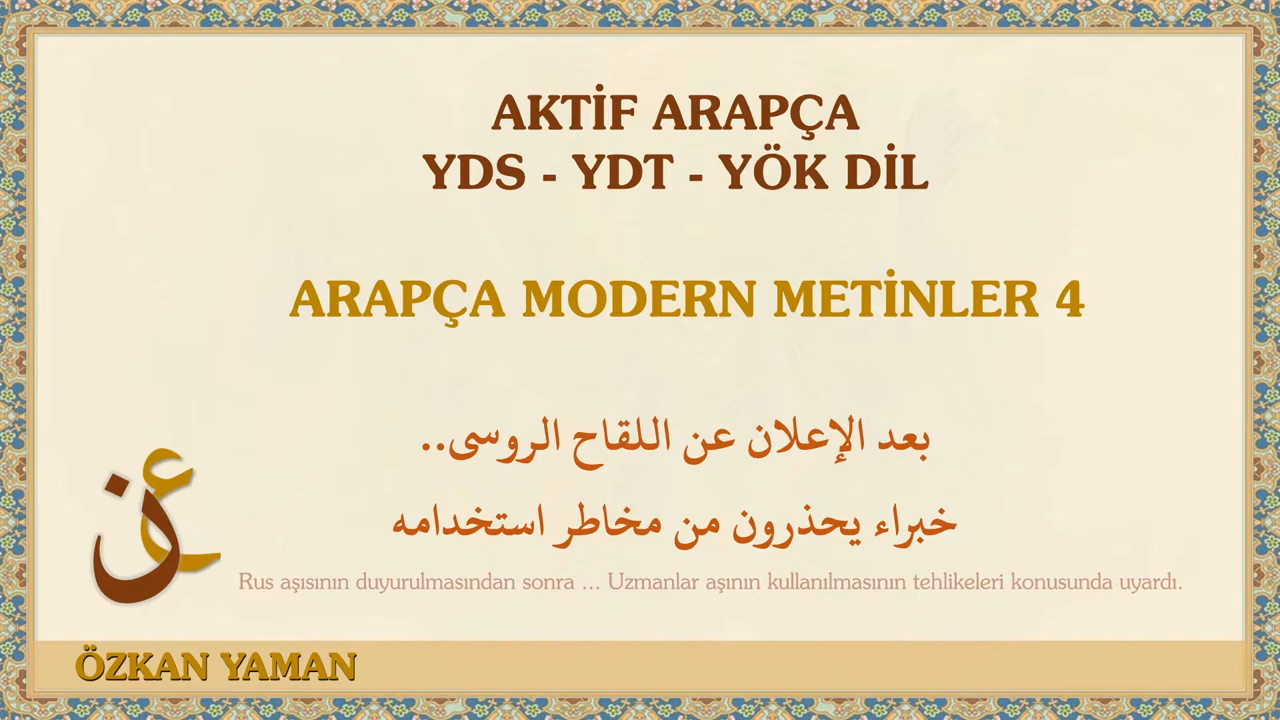 AKTİF ARAPÇA
YDS - YDT - YÖK DİL
ARAPÇA MODERN METİNLER 4
بعد الإعلان عن اللقاح الروسى..
خبراء يحذرون من مخاطر استخدامه
Rus aşısının duyurulmasından sonra ... Uzmanlar aşının kullanılmasının tehlikeleri konusunda uyardı.
عن
ÖZKAN YAMAN